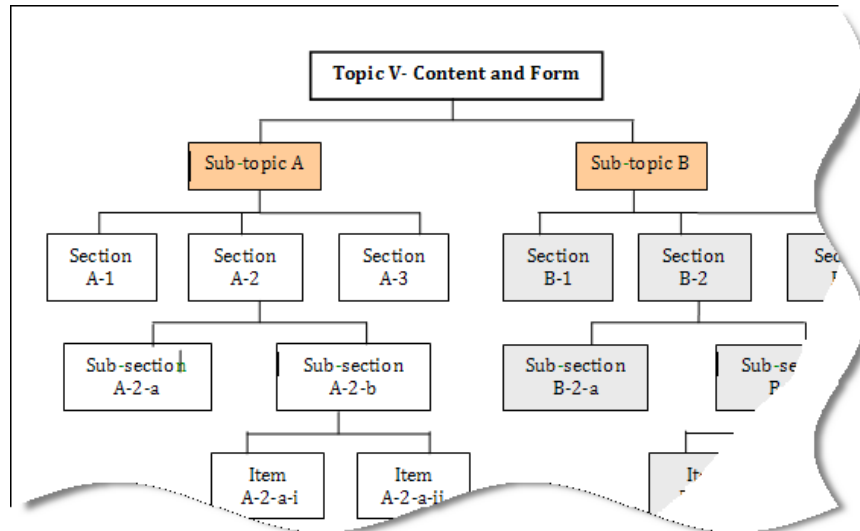 Topic V- Content and Form
Sub-topic A
Sub-topic B
Section
A-1
Section
A-2
Section
A-3
Section
B-1
Section
B-2
Sub-section
A-2-a
Sub-section
A-2-b
Sub-section
B-2-a
Item
A-2-a-i
Item
A-2-a-ii